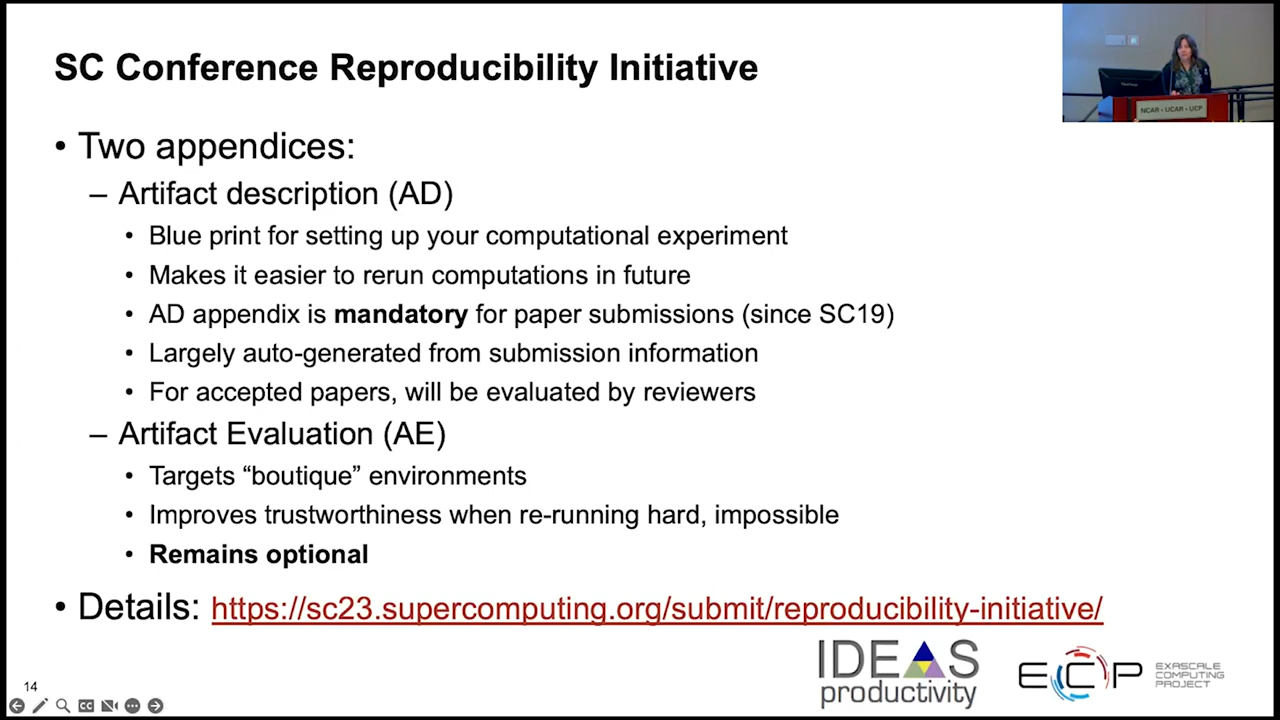 SC Conference Reproducibility Initiative
NCAR • UCAR • UCP
• Two appendices:
– Artifact description (AD)
• Blue print for setting up your computational experiment
• Makes it easier to rerun computations in future
• AD appendix is mandatory for paper submissions (since SC19)
• Largely auto-generated from submission information
• For accepted papers, will be evaluated by reviewers
– Artifact Evaluation (AE)
• Targets “boutique” environments
• Improves trustworthiness when re-running hard, impossible
• Remains optional
• Details: https://sc23.supercomputing.org/submit/reproducibility-initiative/
IDEAS
productivity
ECP
EXASCALE
COMPUTING
PROJECT
14
CC